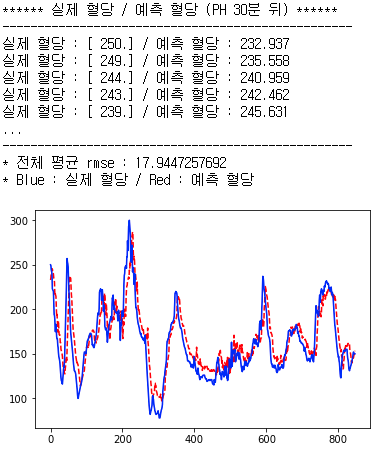 ****** 실제 혈당 / 예측 혈당 (PH 30분 뒤) ******
--------------------------------------------------
실제 혈당 : [ 250.] / 예측 혈당 : 232.937
실제 혈당 : [ 249.] / 예측 혈당 : 235.558
실제 혈당 : [ 244.] / 예측 혈당 : 240.959
실제 혈당 : [ 243.] / 예측 혈당 : 242.462
실제 혈당 : [ 239.] / 예측 혈당 : 245.631
...
--------------------------------------------------
* 전체 평균 rmse : 17.9447257692
* Blue : 실제 혈당 / Red : 예측 혈당
300
250
200
150
100
0 200 400 600 800